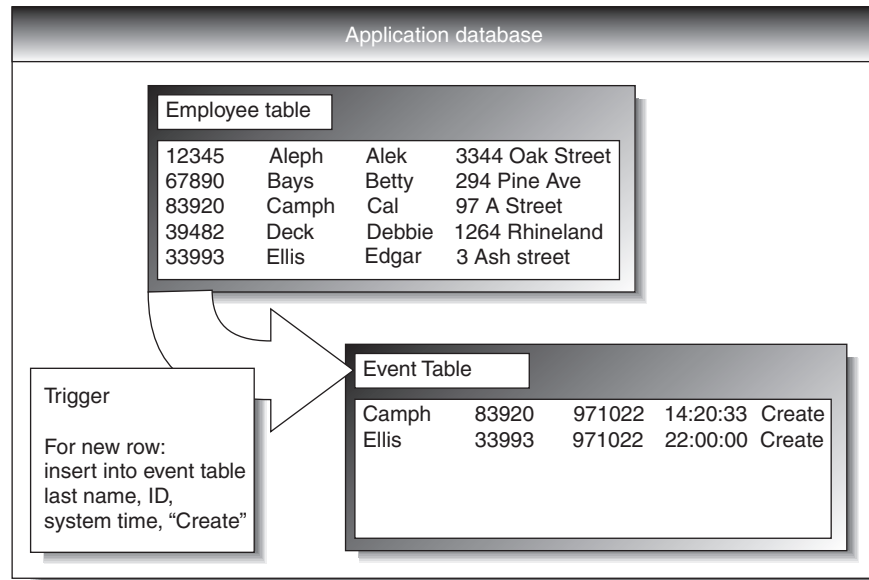 Application database
Employee table
12345 Aleph Alek 3344 Oak Street
67890 Bays Betty 294 Pine Ave
83920 Camph Cal 97 A Street
39482 Deck Debbie 1264 Rhineland
33993 Ellis Edgar 3 Ash street
Trigger
For new row:
insert into event table
last name, ID,
system time, “Create”
Event Table
Camph 83920 971022 14:20:33 Create
Ellis 33993 971022 22:00:00 Create